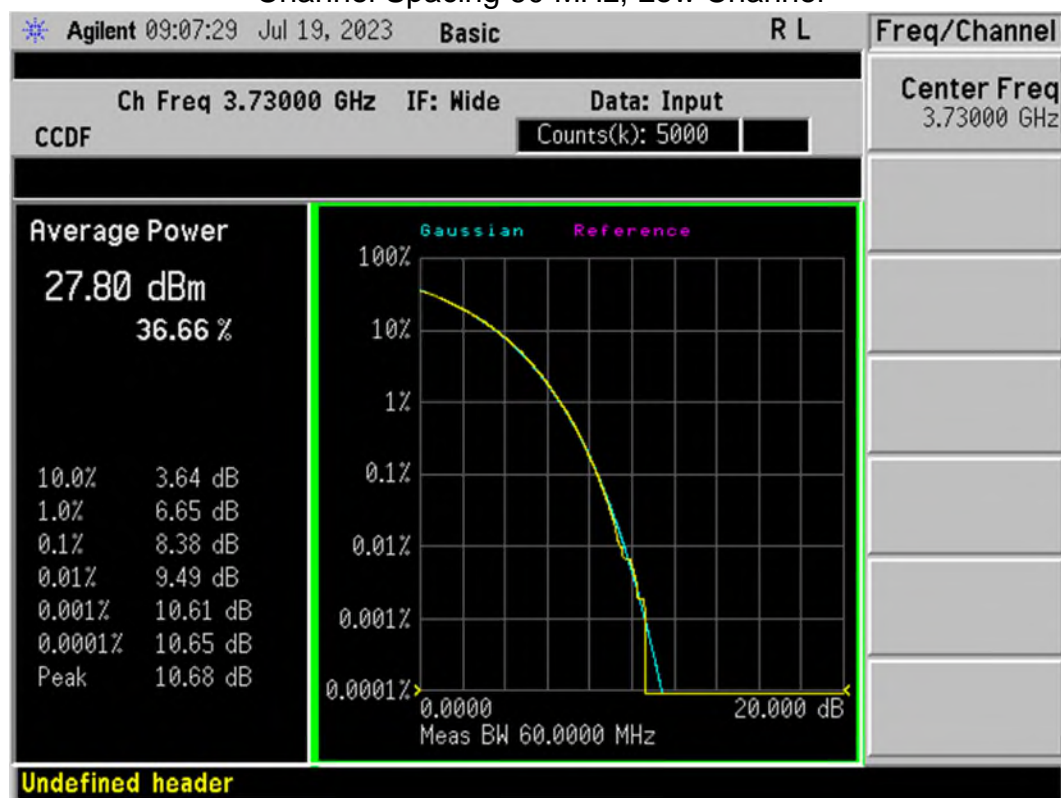 Agilent 09:07:29 Jul 19, 2023 Basic R L Freq/Channel
Ch Freq 3.73000 GHz IF: Wide Data: Input
CCDF Counts(k): 5000
Center Freq
3.73000 GHz
Average Power
27.80 dBm
36.66 %
10.0% 3.64 dB
1.0% 6.65 dB
0.1% 8.38 dB
0.01% 9.49 dB
0.001% 10.61 dB
0.0001% 10.65 dB
Peak 10.68 dB
Gaussian Reference
100%
10%
1%
0.1%
0.01%
0.001%
0.0001%
0.0000 20.000 dB
Meas BW 60.0000 MHz
Undefined header